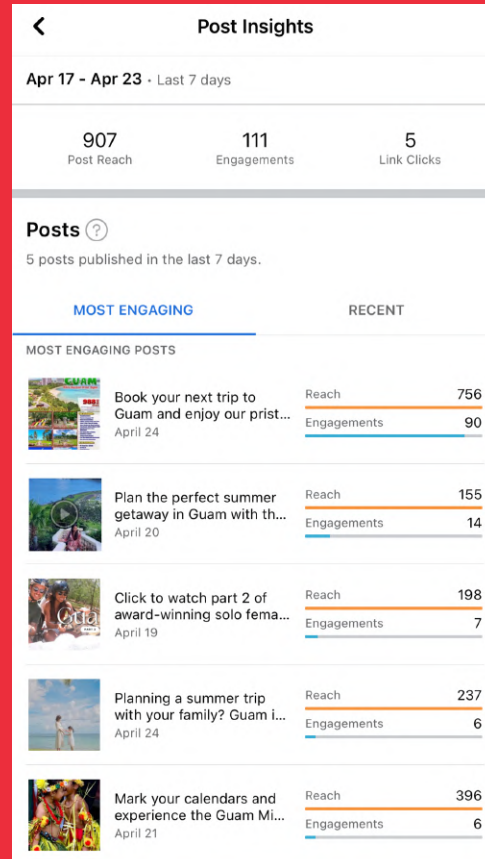 Post Insights
Apr 17 - Apr 23 · Last 7 days
907 111 5
Post Reach Engagements Link Clicks
Posts ?
5 posts published in the last 7 days.
MOST ENGAGING RECENT
MOST ENGAGING POSTS
GUAM
Book your next trip to
Guam and enjoy our prist...
April 24
Reach 756
Engagements 90
Plan the perfect summer
getaway in Guam with th...
April 20
Reach 155
Engagements 14
Click to watch part 2 of
award-winning solo fema...
April 19
Reach 198
Engagements 7
Planning a summer trip
with your family? Guam i...
April 24
Reach 237
Engagements 6
Mark your calendars and
experience the Guam Mi...
April 21
Reach 396
Engagements 6